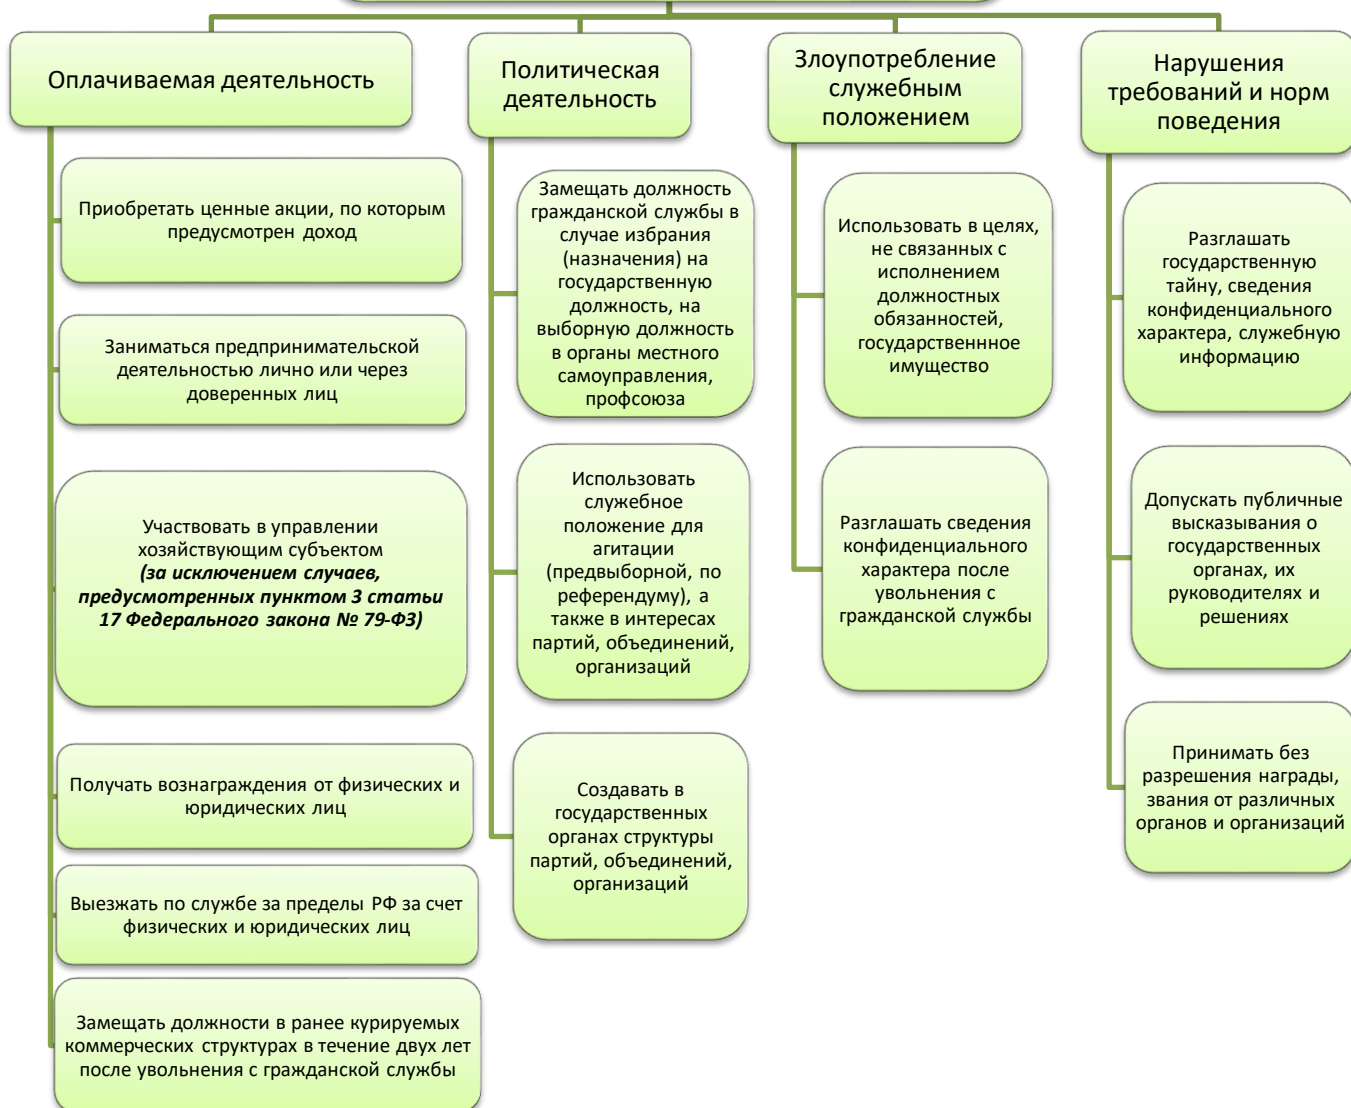 Оплачиваемая деятельность
Приобретать ценные акции, по которым
предусмотрен доход
Заниматься предпринимательской
деятельностью лично или через
доверенных лиц
Участвовать в управлении
хозяйствующим субъектом
(за исключением случаев,
предусмотренных пунктом 3 статьи
17 Федерального закона № 79-ФЗ)
Получать вознаграждения от физических и
юридических лиц
Выезжать по службе за пределы РФ за счет
физических и юридических лиц
Замещать должности в ранее курируемых
коммерческих структурах в течение двух лет
после увольнения с гражданской службы
Политическая
деятельность
Замещать должность
гражданской службы в
случае избрания
(назначения) на
государственную
должность, на
выборную должность
в органы местного
самоуправления,
профсоюза
Использовать
служебное
положение для
агитации
(предвыборной, по
референдуму), а
также в интересах
партий, объединений,
организаций
Создавать в
государственных
органах структуры
партий, объединений,
организаций
Злоупотребление
служебным
положением
Использовать в целях,
не связанных с
исполнением
должностных
обязанностей,
государственнное
имущество
Разглашать сведения
конфиденциального
характера после
увольнения с
гражданской службы
Нарушения
требований и норм
поведения
Разглашать
государственную
тайну, сведения
конфиденциального
характера, служебную
информацию
Допускать публичные
высказывания о
государственных
органах, их
руководителях и
решениях
Принимать без
разрешения награды,
звания от различных
органов и организаций